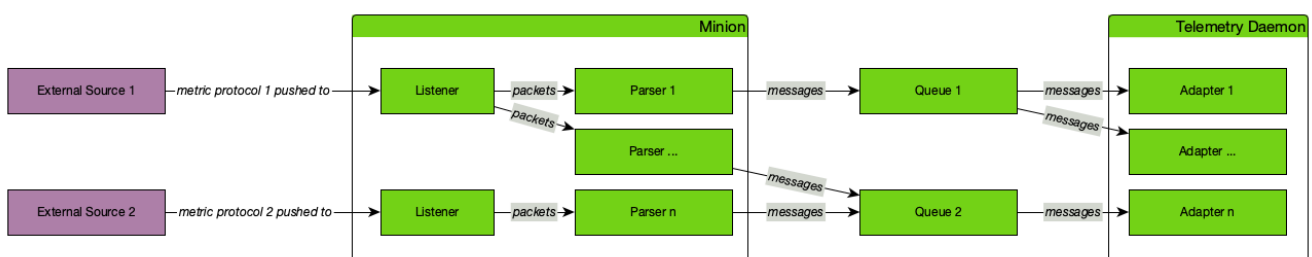 Minion
Telemetry Daemon
External Source 1
metric protocol 1 pushed to
Listener
packets
Parser 1
messages
Queue 1
messages
Adapter 1
packets
messages
Parser ...
Adapter ...
messages
External Source 2
metric protocol 2 pushed to
Listener
packets
Parser n
messages
Queue 2
messages
Adapter n